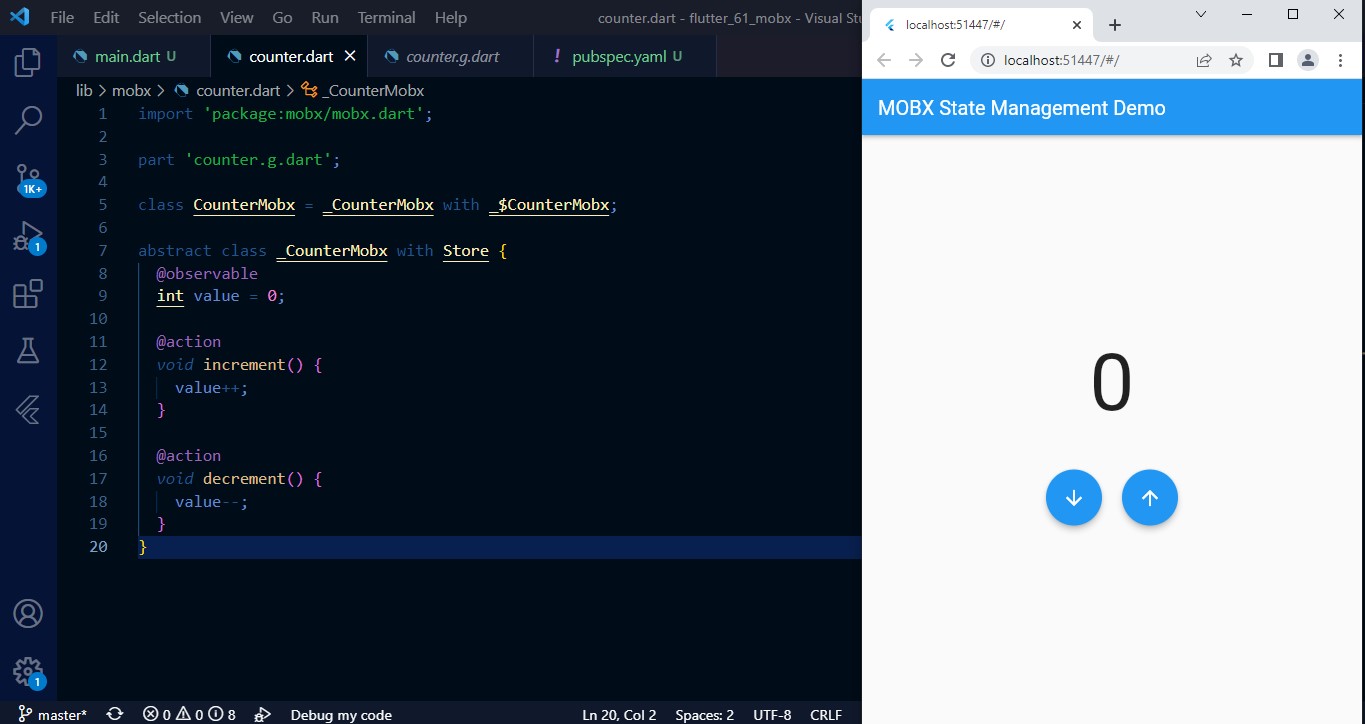 File Edit Selection View Go Run Terminal Help counter.dart - flutter_61_mobx - Visual Stu
main.dart U counter.dart counter.g.dart ! pubspec.yaml U
lib > mobx > counter.dart > _CounterMobx
1 import 'package:mobx/mobx.dart';
2
3 part 'counter.g.dart';
4
5 class CounterMobx = _CounterMobx with _$CounterMobx;
6
7 abstract class _CounterMobx with Store {
8 @observable
9 int value = 0;
10
11 @action
12 void increment() {
13 value++;
14 }
15
16 @action
17 void decrement() {
18 value--;
19 }
20 }
1K+
1
1
master* 0 0 8 Debug my code Ln 20, Col 2 Spaces: 2 UTF-8 CRLF
localhost:51447/#/
localhost:51447/#/
MOBX State Management Demo
0